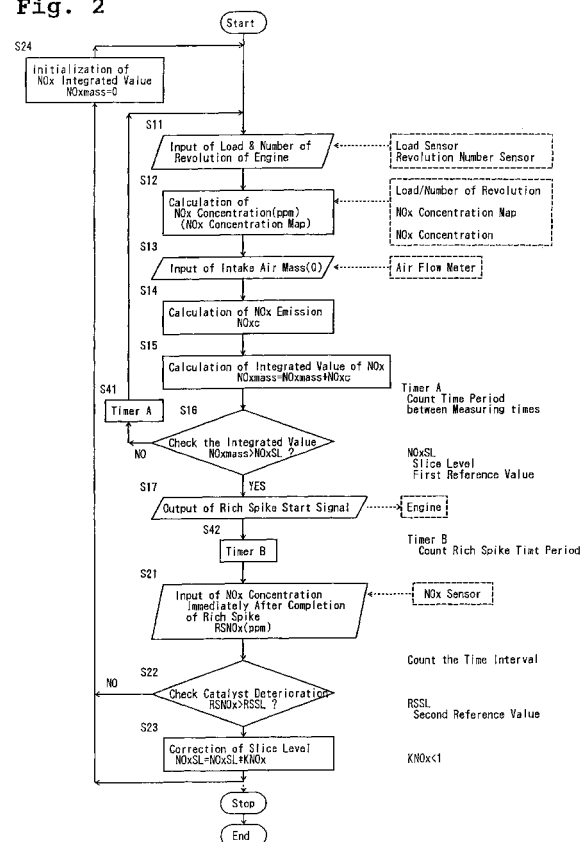 Fig. 2
Start
S24
Initialization of
NOx Integrated Value
NOxmass=0
S11
Input of Load & Number of
Revolution of Engine
Load Sensor
Revolution Number Sensor
S12
Calculation of
NOx Concentration(ppm)
(NOx Concentration Map)
Load/Number of Revolution
NOx Concentration Map
NOx Concentration
S13
Input of Intake Air Mass(Q)
Air Flow Meter
S14
Calculation of NOx Emission
NOxc
S15
Calculation of Integrated Value of NOx
NOxmass=NOxmass+NOxc
Timer A
Count Time Period
between Measuring times
S41
Timer A
S16
Check the Integrated Value
NOxmass>NOxSL ?
NO
NOxSL
Slice Level
First Reference Value
YES
S17
Output of Rich Spike Start Signal
Engine
S42
Timer B
Timer B
Count Rich Spike Timt Period
S21
Input of NOx Concentration
Immediately After Completion
of Rich Spike
RSNOx(ppm)
NOx Sensor
Count the Time Interval
S22
NO
Check Catalyst Deterioration
RSNOx>RSSL ?
RSSL
Second Reference Value
S23
Correction of Slice Level
NOxSL=NOxSL*KNOx
KNOx<1
Stop
End